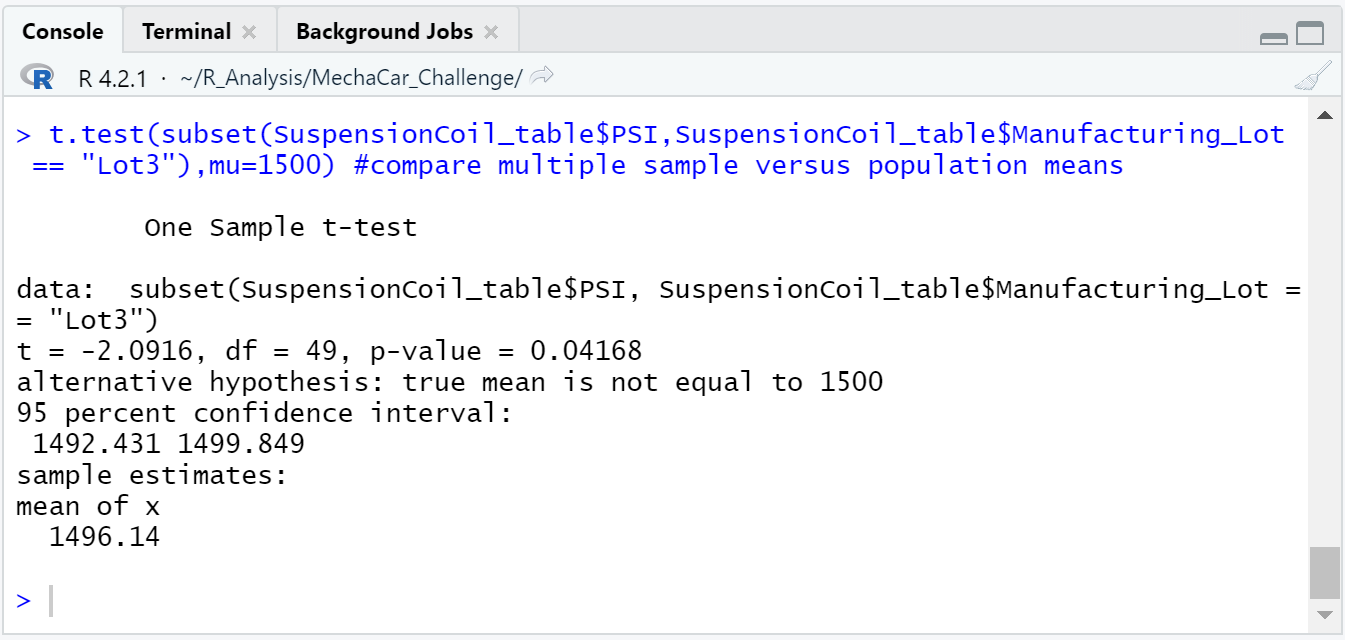 Console Terminal Background Jobs
R R 4.2.1 · ~/R_Analysis/MechaCar_Challenge/
> t.test(subset(SuspensionCoil_table$PSI,SuspensionCoil_table$Manufacturing_Lot
== "Lot3"),mu=1500) #compare multiple sample versus population means
One Sample t-test
data:  subset(SuspensionCoil_table$PSI, SuspensionCoil_table$Manufacturing_Lot =
= "Lot3")
t = -2.0916, df = 49, p-value = 0.04168
alternative hypothesis: true mean is not equal to 1500
95 percent confidence interval:
1492.431 1499.849
sample estimates:
mean of x
1496.14
>